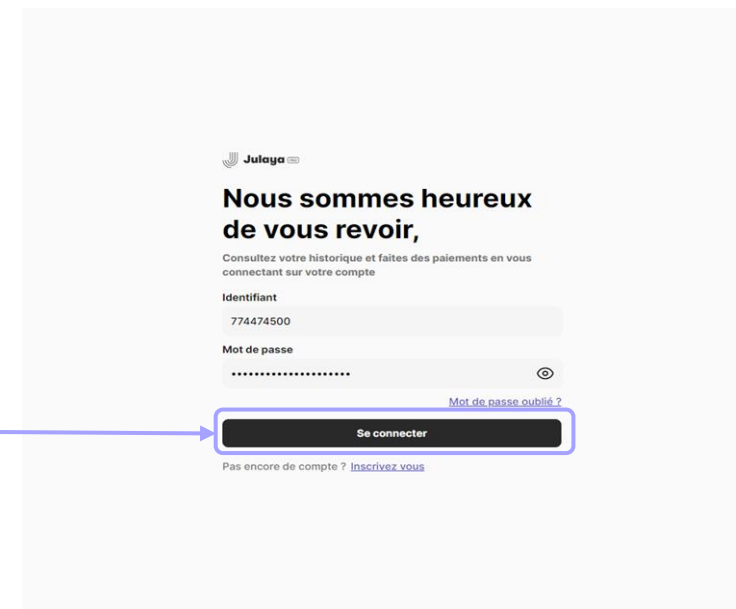 Julaya
Nous sommes heureux
de vous revoir,
Consultez votre historique et faites des paiements en vous
connectant sur votre compte
Identifiant
774474500
Mot de passe
•••••••••••••••••••••
Mot de passe oublié ?
Se connecter
Pas encore de compte ? Inscrivez vous